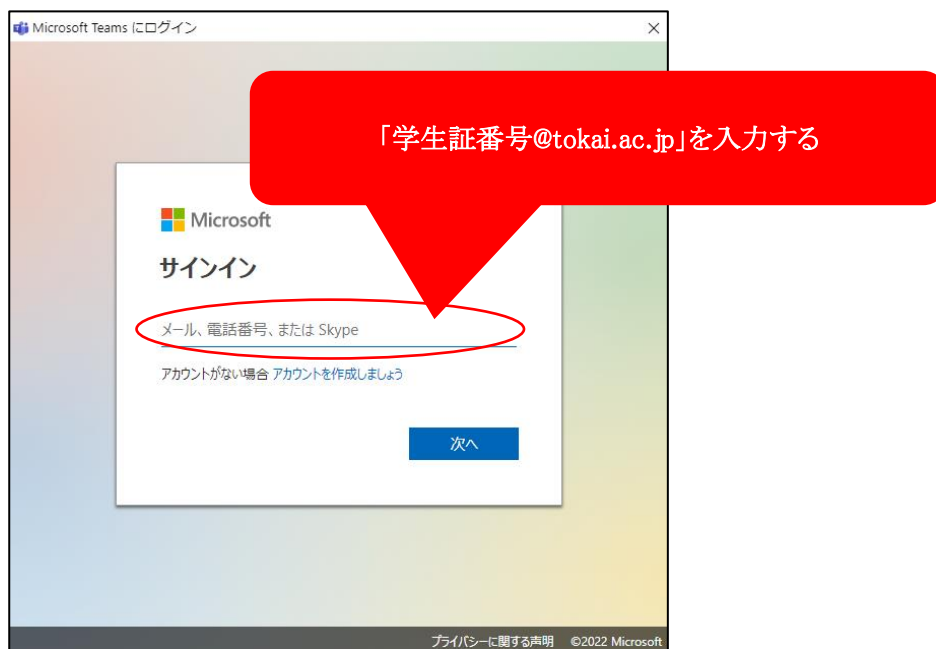 Microsoft Teams にログイン
「学生証番号@tokai.ac.jp」を入力する
Microsoft
サインイン
メール、電話番号、または Skype
アカウントがない場合 アカウントを作成しましょう
次へ
プライバシーに関する声明 ©2022 Microsoft